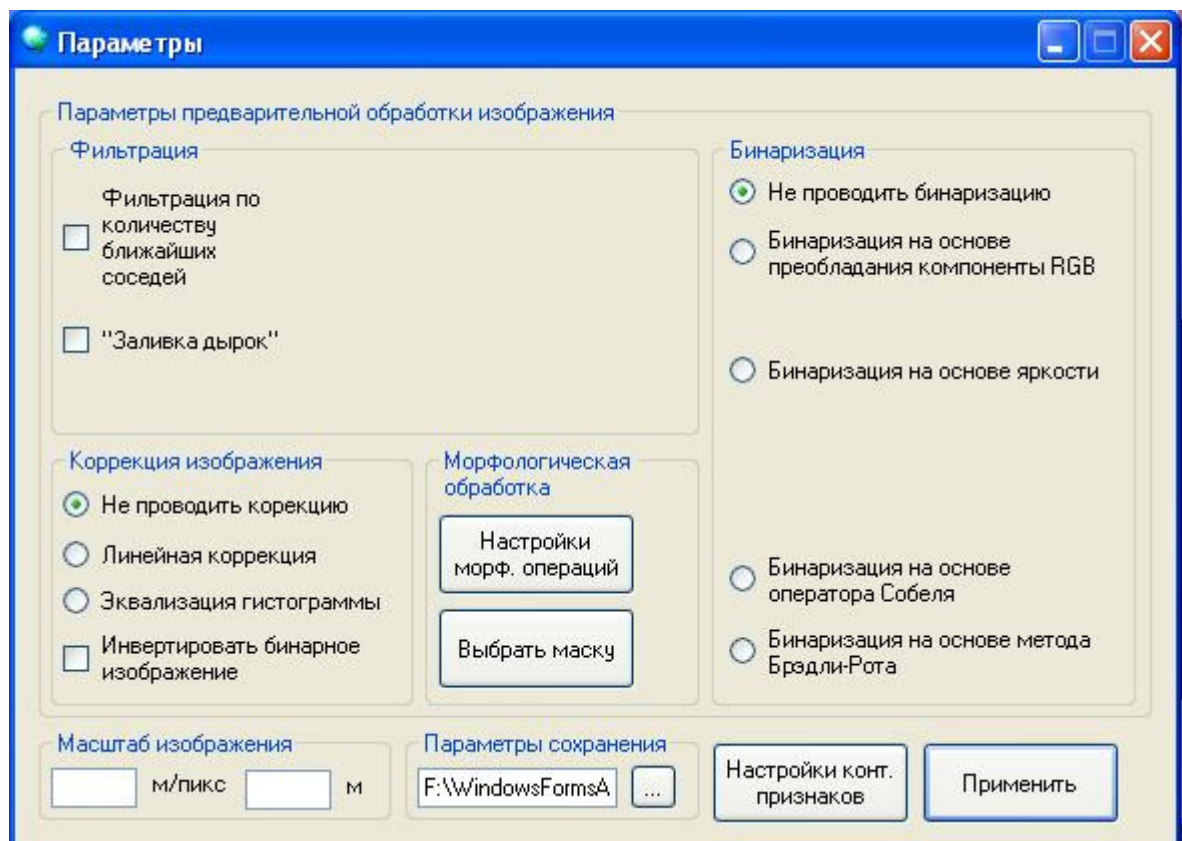 Параметры
Параметры предварительной обработки изображения
Фильтрация
Фильтрация по
количеству
ближайших
соседей
"Заливка дырок"
Бинаризация
Не проводить бинаризацию
Бинаризация на основе
преобладания компоненты RGB
Бинаризация на основе яркости
Бинаризация на основе
оператора Собеля
Бинаризация на основе метода
Брэдли-Рота
Коррекция изображения
Не проводить корекцию
Линейная коррекция
Эквализация гистограммы
Инвертировать бинарное
изображение
Морфологическая
обработка
Настройки
морф. операций
Выбрать маску
Масштаб изображения
м/пикс
м
Параметры сохранения
F:\WindowsFormsA
...
Настройки конт.
признаков
Применить